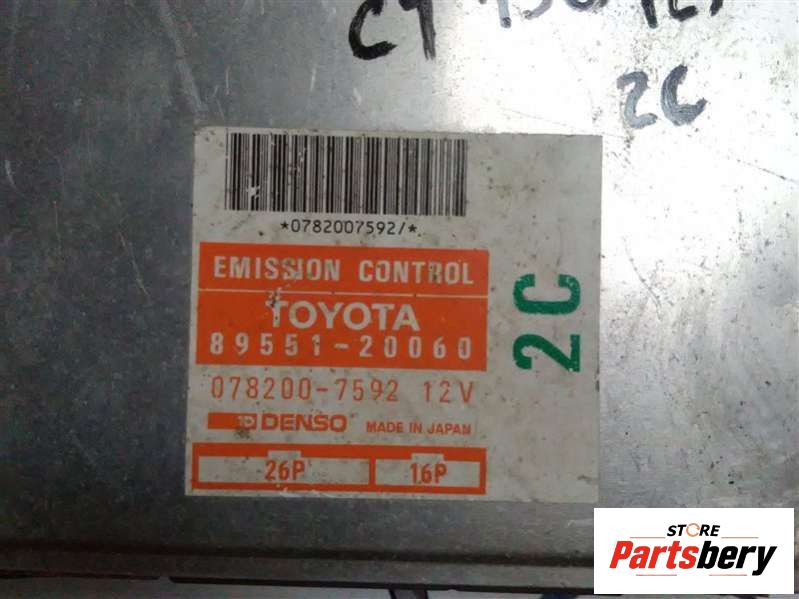 2C
*0782007592/*
EMISSION CONTROL
TOYOTA
89551-20060
078200-7592 12V
DENSO MADE IN JAPAN
26P 16P
2C
STORE
Partsbery